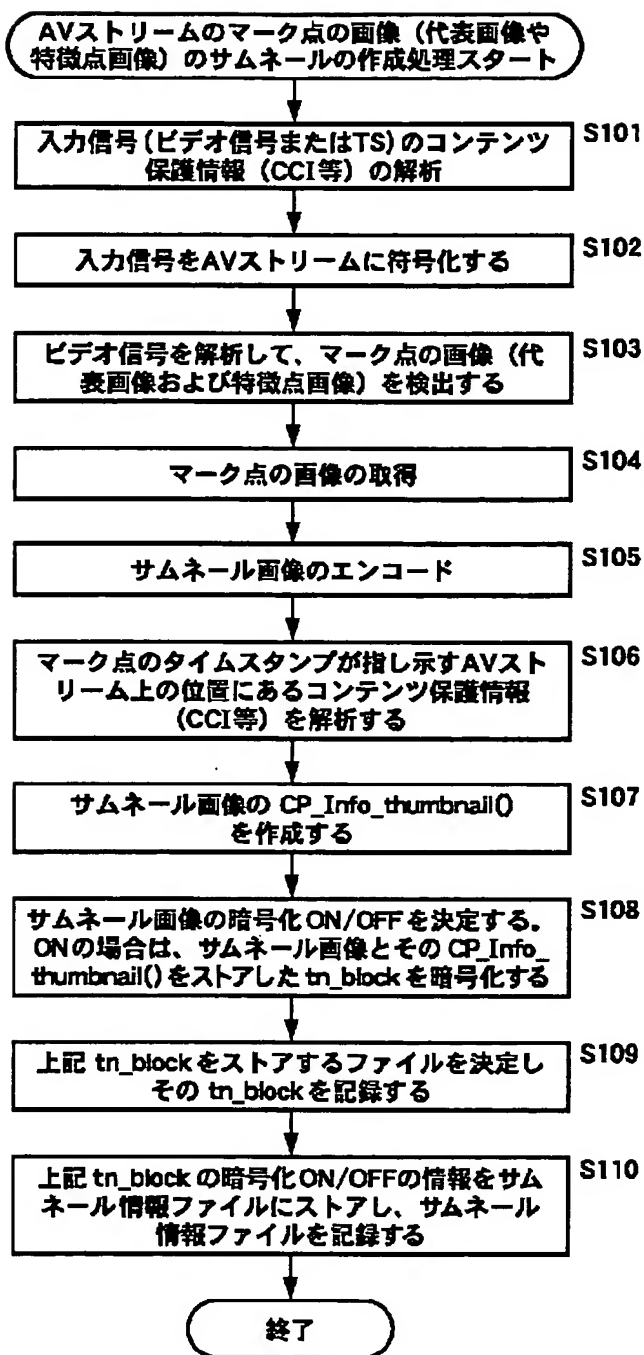 AVストリームのマーク点の画像（代表画像や
特徴点画像）のサムネールの作成処理スタート
S101
入力信号（ビデオ信号またはTS）のコンテンツ
保護情報（CCI等）の解析
S102
入力信号をAVストリームに符号化する
S103
ビデオ信号を解析して、マーク点の画像（代
表画像および特徴点画像）を検出する
S104
マーク点の画像の取得
S105
サムネール画像のエンコード
S106
マーク点のタイムスタンプが指し示すAVスト
リーム上の位置にあるコンテンツ保護情報
（CCI等）を解析する
S107
サムネール画像の CP_Info_thumbnail()
を作成する
S108
サムネール画像の暗号化ON/OFFを決定する。
ONの場合は、サムネール画像とその CP_Info_
thumbnail()をストアした tn_block を暗号化する
S109
上記 tn_block をストアするファイルを決定し
その tn_block を記録する
S110
上記 tn_block の暗号化ON/OFFの情報をサム
ネール情報ファイルにストアし、サムネール
情報ファイルを記録する
終了